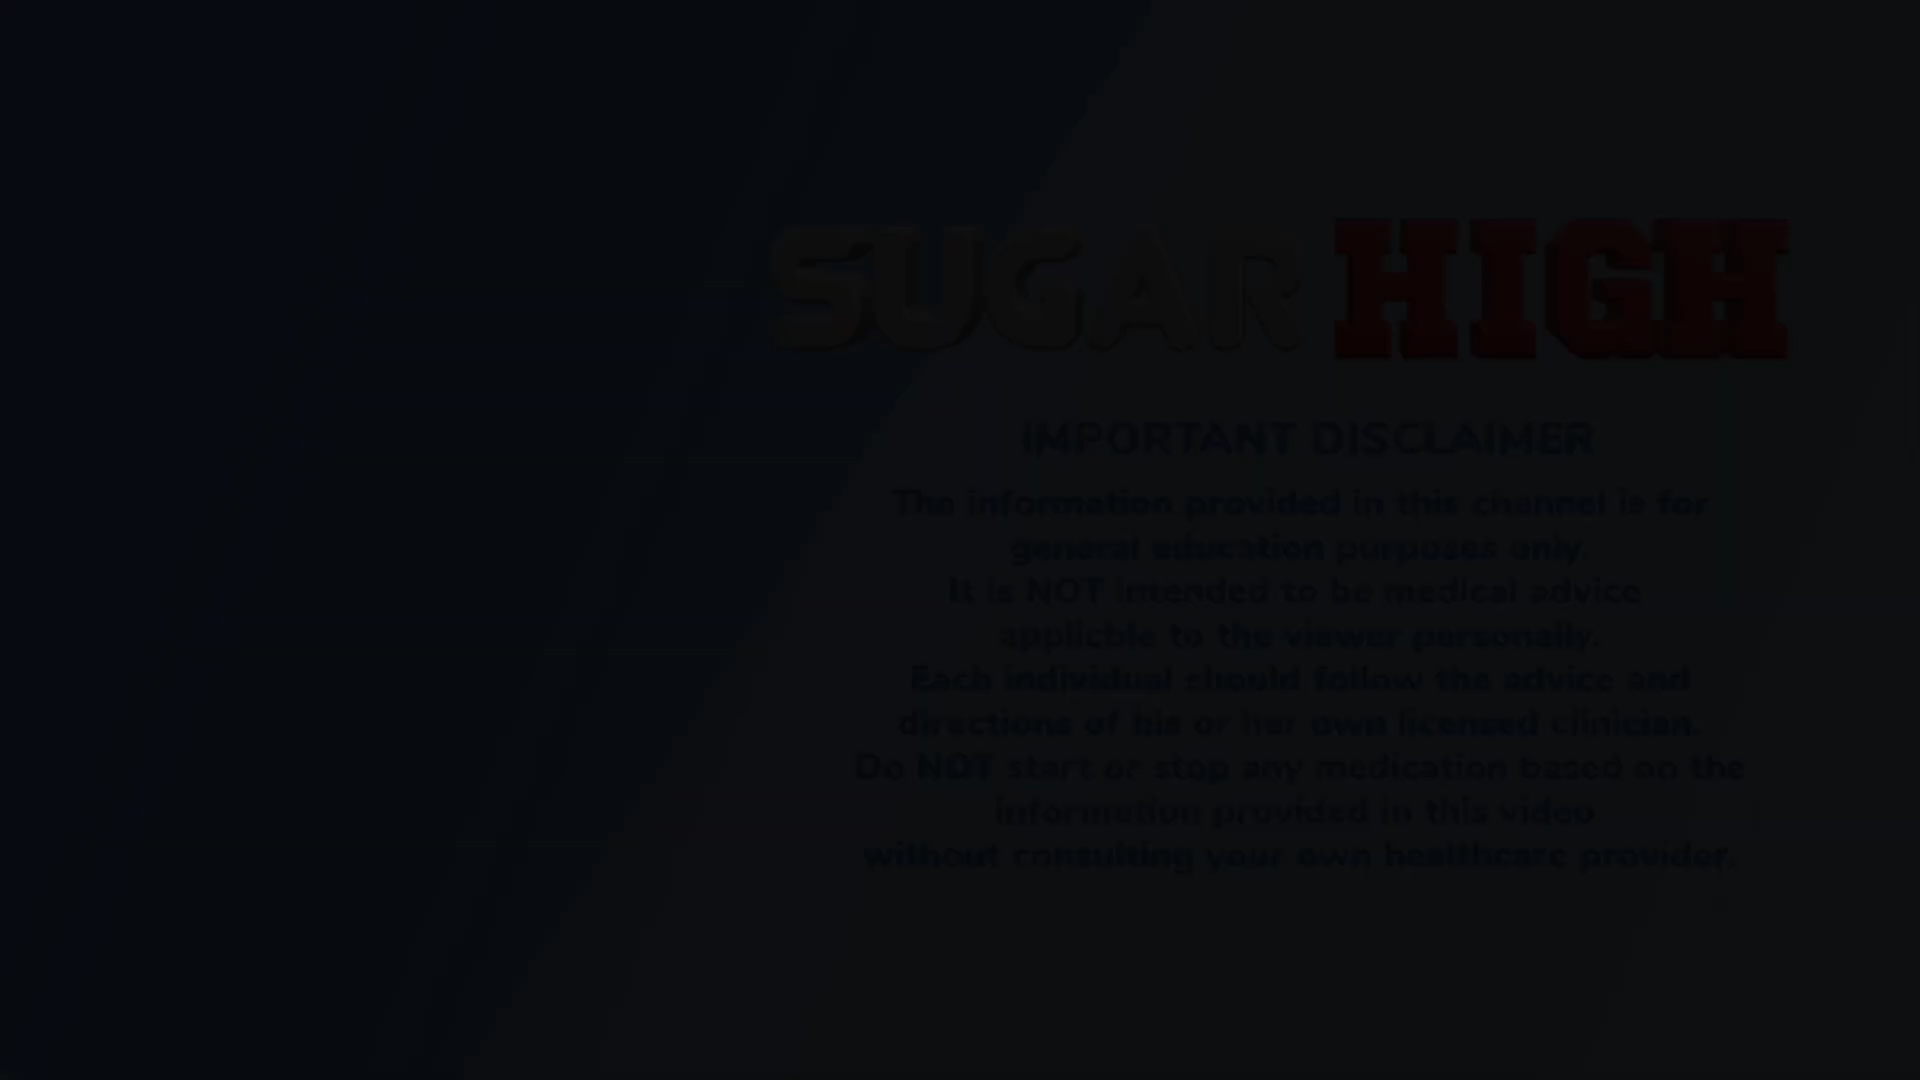 SUGAR HIGH
IMPORTANT DISCLAIMER
The information provided in this channel is for
general education purposes only.
It is NOT intended to be medical advice
applicble to the viewer personally.
Each individual should follow the advice and
directions of his or her own licensed clinician.
Do NOT start or stop any medication based on the
information provided in this video
without consulting your own healthcare provider.